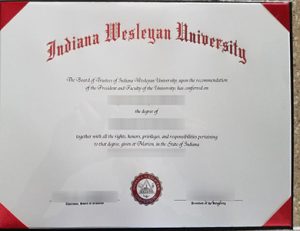 Indiana Wesleyan University
The Board of Trustees of Indiana Wesleyan University upon the recommendation
of the President and Faculty of the University, has conferred on
the degree of
together with all the rights, honors, privileges, and responsibilities pertaining
to that degree, given at Marion, in the State of Indiana